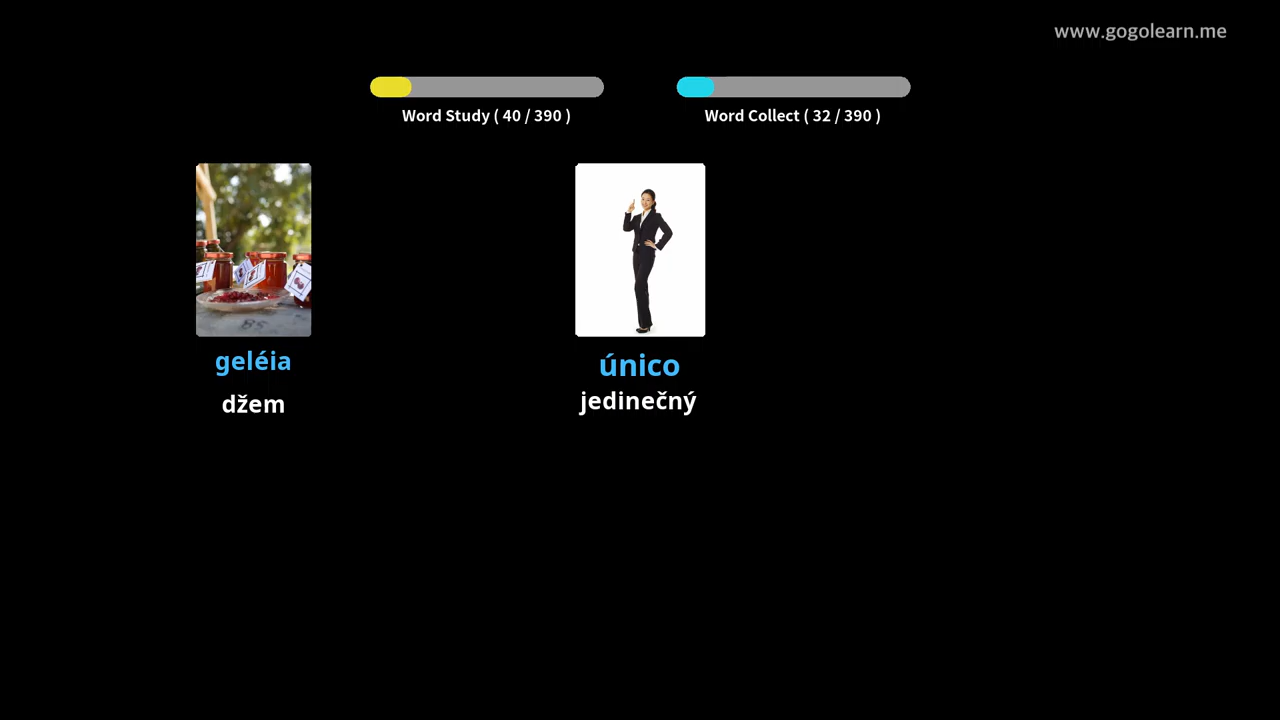 www.gogolearn.me
Word Study ( 40 / 390 )
Word Collect ( 32 / 390 )
geléia
džem
único
jedinečný